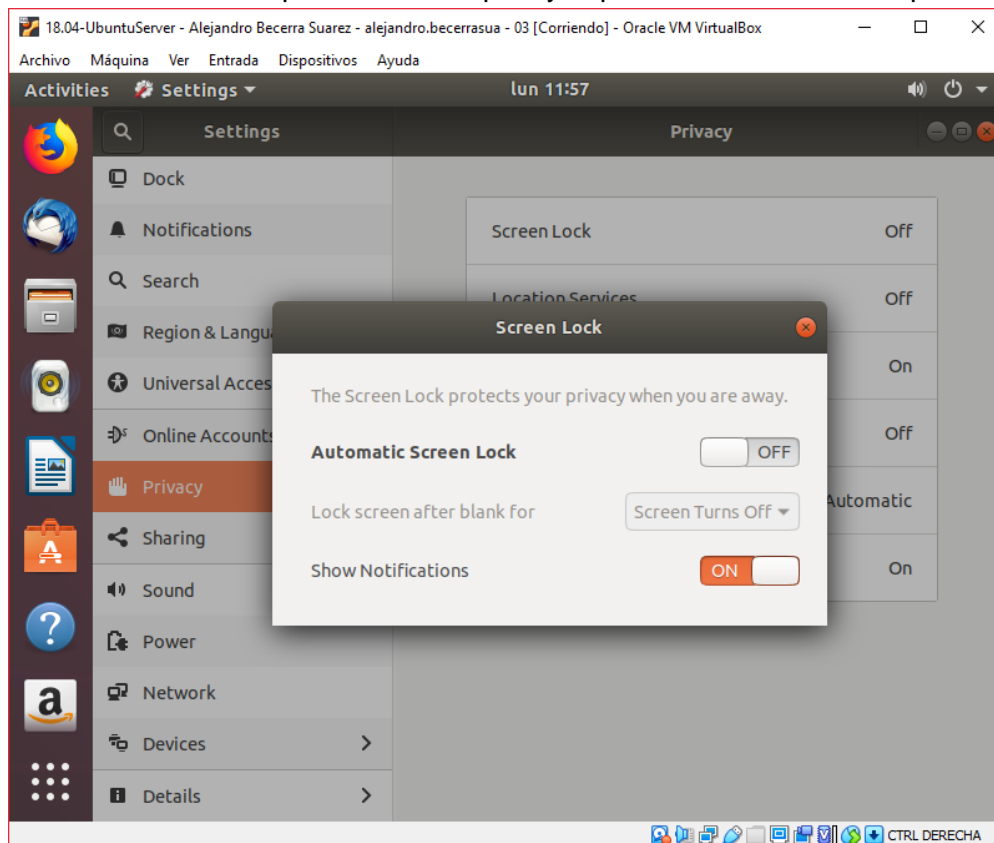 18.04-UbuntuServer - Alejandro Becerra Suarez - alejandro.becerrasua - 03 [Corriendo] - Oracle VM VirtualBox
Archivo Máquina Ver Entrada Dispositivos Ayuda
Activities Settings lun 11:57
Settings Privacy
Dock
Notifications
Search
Region & Langu
Universal Acces
Online Accounts
Privacy
Sharing
Sound
Power
Network
Devices
Details
Screen Lock Off
Location Services Off
On
Off
Automatic
On
Screen Lock
The Screen Lock protects your privacy when you are away.
Automatic Screen Lock OFF
Lock screen after blank for Screen Turns Off
Show Notifications ON
CTRL DERECHA